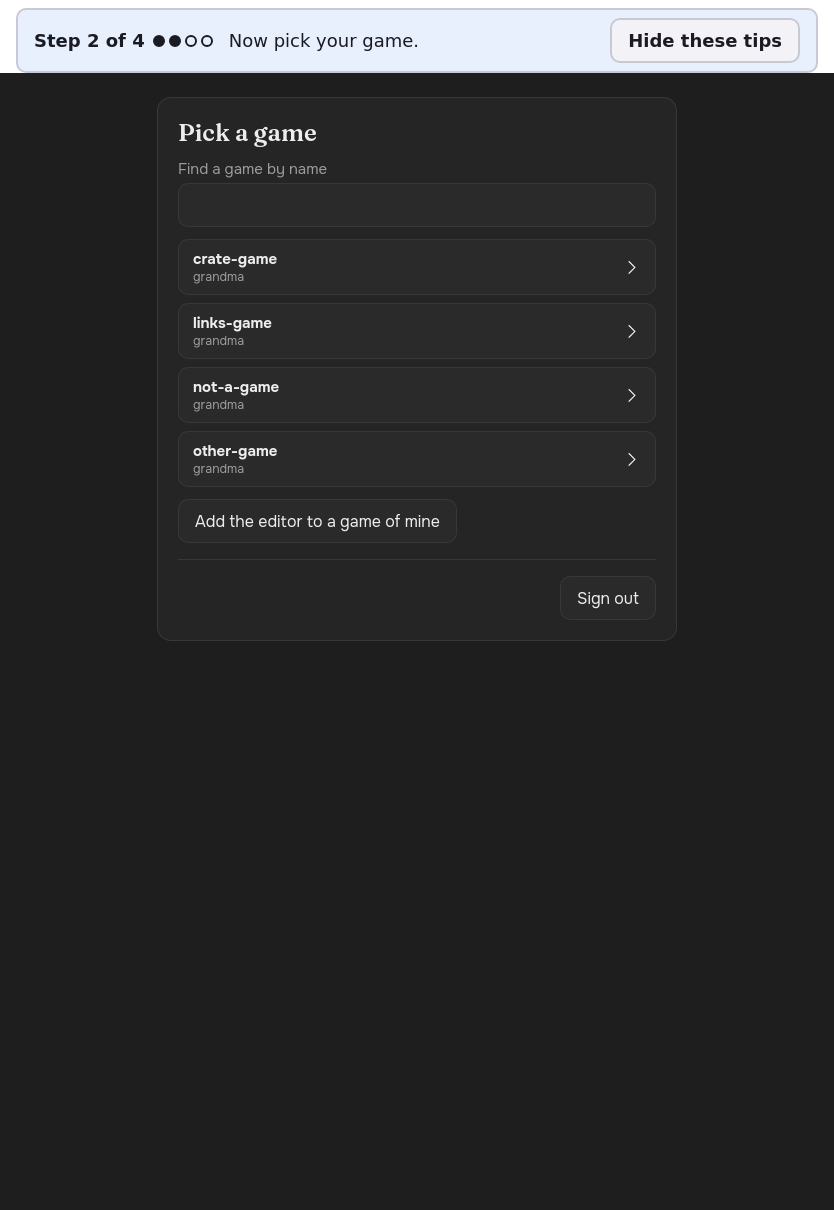 Step 2 of 4 Now pick your game. Hide these tips
Pick a game
Find a game by name
crate-game
grandma
links-game
grandma
not-a-game
grandma
other-game
grandma
Add the editor to a game of mine
Sign out